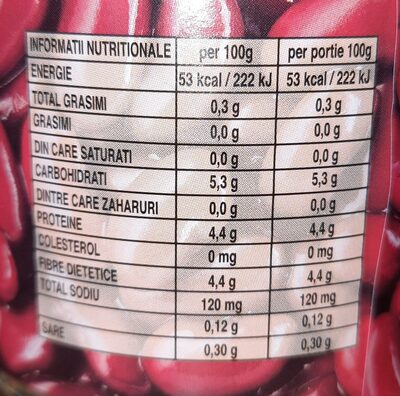 INFORMATII NUTRITIONALE per 100g per portie 100g
ENERGIE 53 kcal / 222 kJ 53 kcal / 222 kJ
TOTAL GRASIMI 0,3 g 0,3 g
GRASIMI 0,0 g 0,0 g
DIN CARE SATURATI 0,0 g 0,0 g
CARBOHIDRATI 5,3 g 5,3 g
DINTRE CARE ZAHARURI 0,0 g 0,0 g
PROTEINE 4,4 g 4,4 g
COLESTEROL 0 mg 0 mg
FIBRE DIETETICE 4,4 g 4,4 g
TOTAL SODIU 120 mg 120 mg
0,12 g 0,12 g
SARE 0,30 g 0,30 g